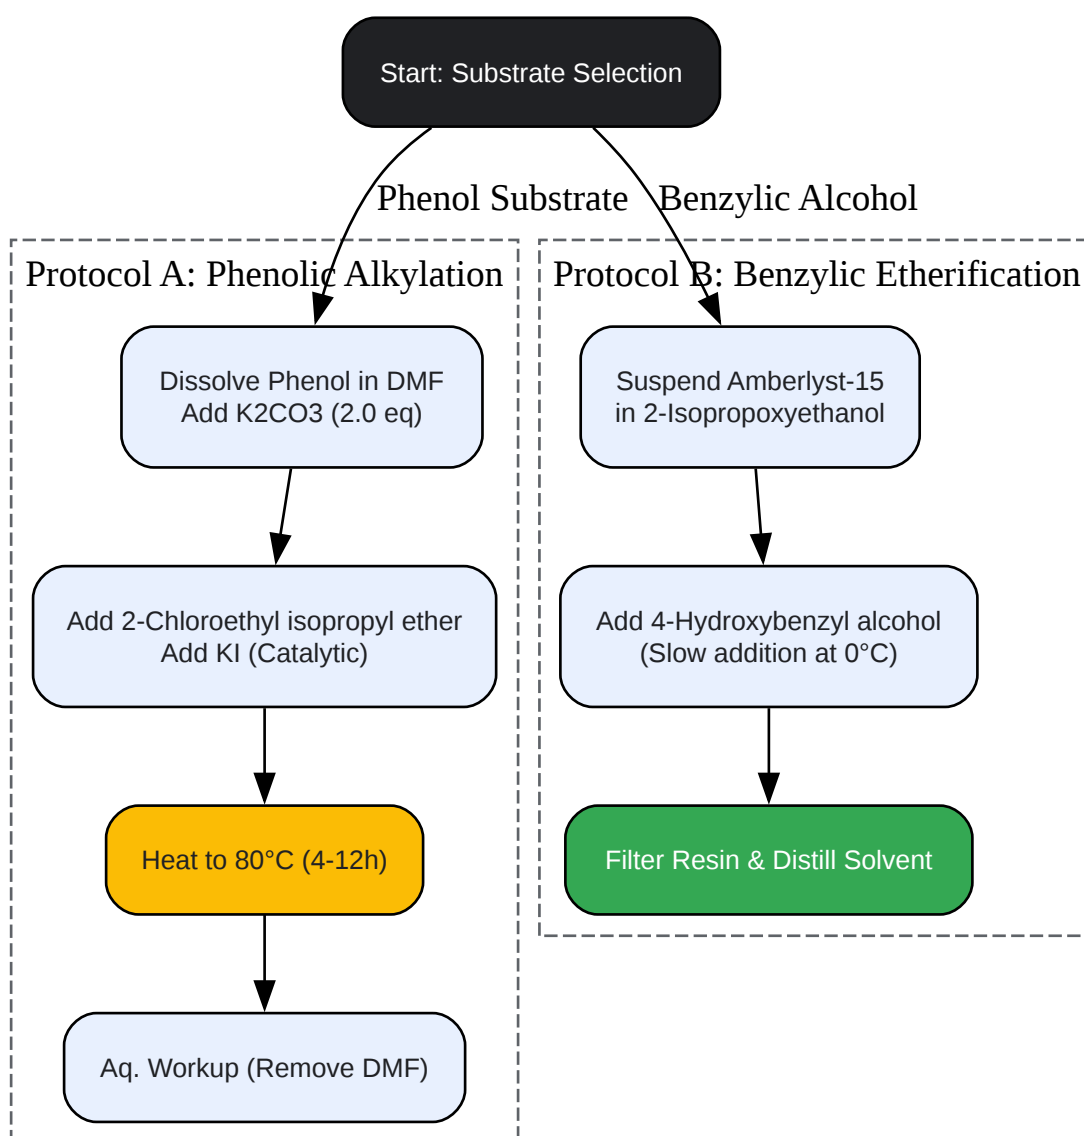 Start: Substrate Selection
Phenol Substrate
Benzylic Alcohol
Protocol A: Phenolic Alkylation
Dissolve Phenol in DMF
Add K2CO3 (2.0 eq)
Add 2-Chloroethyl isopropyl ether
Add KI (Catalytic)
Heat to 80°C (4-12h)
Aq. Workup (Remove DMF)
Protocol B: Benzylic Etherification
Suspend Amberlyst-15
in 2-Isopropoxyethanol
Add 4-Hydroxybenzyl alcohol
(Slow addition at 0°C)
Filter Resin & Distill Solvent